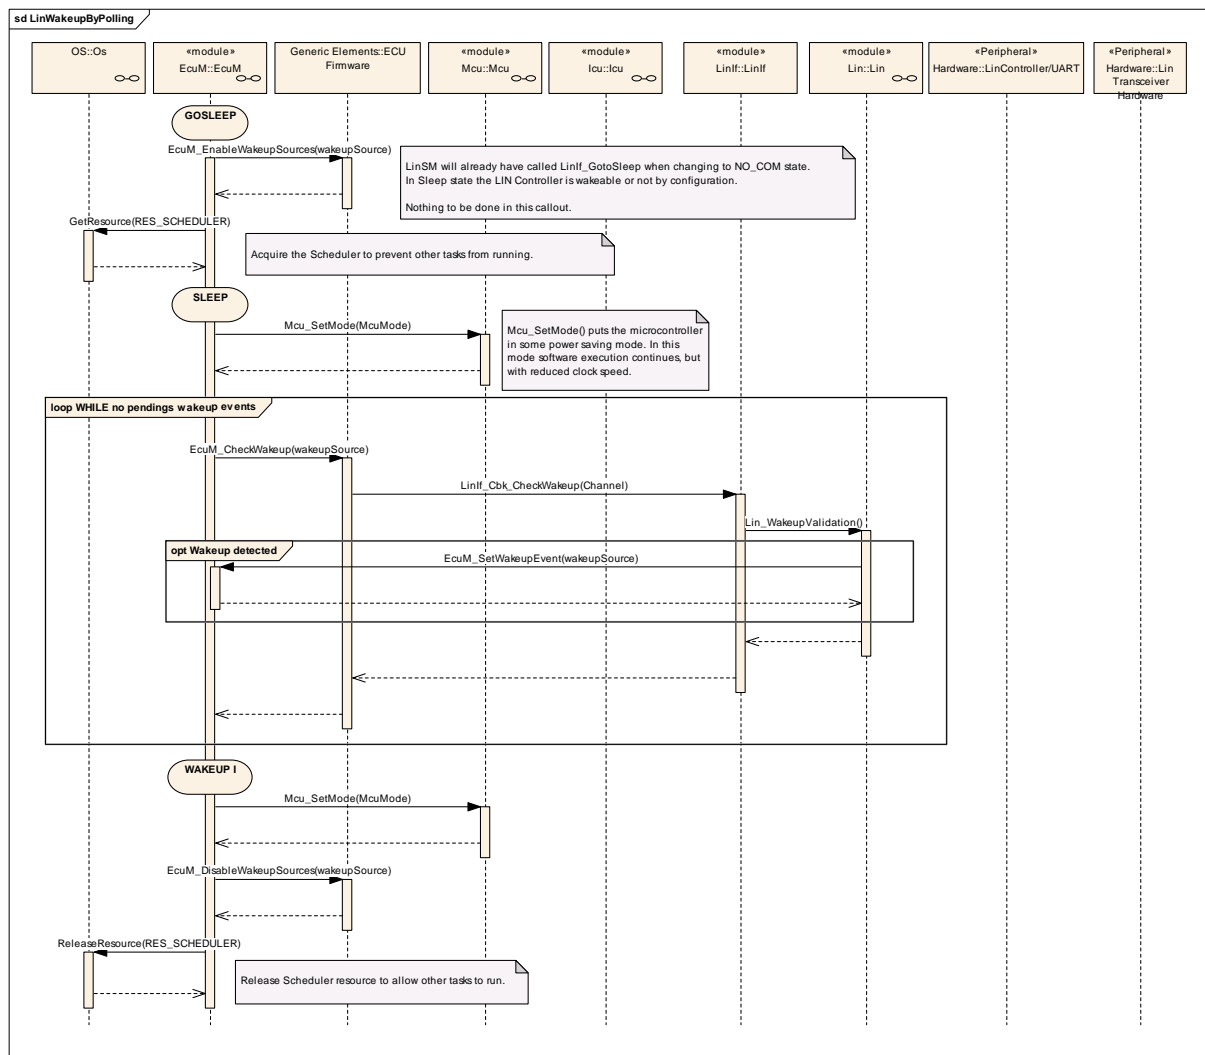 sd LinWakeupByPolling
OS::Os
«module»
EcuM::EcuM
Generic Elements::ECU
Firmware
«module»
Mcu::Mcu
«module»
Icu::Icu
«module»
LinIf::LinIf
«module»
Lin::Lin
«Peripheral»
Hardware::LinController/UART
«Peripheral»
Hardware::Lin
Transceiver
Hardware
GOSLEEP
EcuM_EnableWakeupSources(wakeupSource)
LinSM will already have called LinIf_GotoSleep when changing to NO_COM state.
In Sleep state the LIN Controller is wakeable or not by configuration.
Nothing to be done in this callout.
GetResource(RES_SCHEDULER)
Acquire the Scheduler to prevent other tasks from running.
SLEEP
Mcu_SetMode(McuMode)
Mcu_SetMode() puts the microcontroller
in some power saving mode. In this
mode software execution continues, but
with reduced clock speed.
loop WHILE no pendings wakeup events
EcuM_CheckWakeup(wakeupSource)
LinIf_Cbk_CheckWakeup(Channel)
Lin_WakeupValidation()
opt Wakeup detected
EcuM_SetWakeupEvent(wakeupSource)
WAKEUP I
Mcu_SetMode(McuMode)
EcuM_DisableWakeupSources(wakeupSource)
ReleaseResource(RES_SCHEDULER)
Release Scheduler resource to allow other tasks to run.